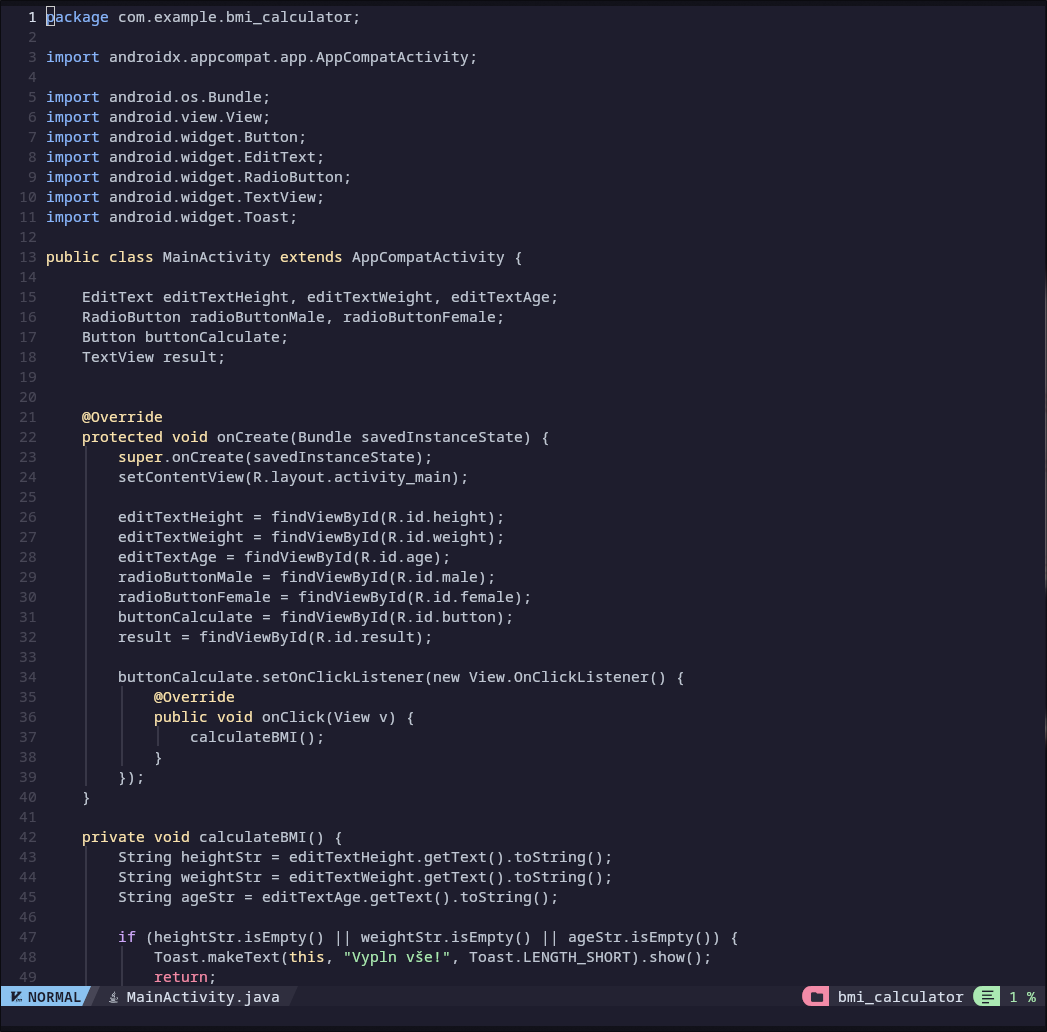 1 package com.example.bmi_calculator;
2
3 import androidx.appcompat.app.AppCompatActivity;
4
5 import android.os.Bundle;
6 import android.view.View;
7 import android.widget.Button;
8 import android.widget.EditText;
9 import android.widget.RadioButton;
10 import android.widget.TextView;
11 import android.widget.Toast;
12
13 public class MainActivity extends AppCompatActivity {
14
15     EditText editTextHeight, editTextWeight, editTextAge;
16     RadioButton radioButtonMale, radioButtonFemale;
17     Button buttonCalculate;
18     TextView result;
19
20
21     @Override
22     protected void onCreate(Bundle savedInstanceState) {
23         super.onCreate(savedInstanceState);
24         setContentView(R.layout.activity_main);
25
26         editTextHeight = findViewById(R.id.height);
27         editTextWeight = findViewById(R.id.weight);
28         editTextAge = findViewById(R.id.age);
29         radioButtonMale = findViewById(R.id.male);
30         radioButtonFemale = findViewById(R.id.female);
31         buttonCalculate = findViewById(R.id.button);
32         result = findViewById(R.id.result);
33
34         buttonCalculate.setOnClickListener(new View.OnClickListener() {
35             @Override
36             public void onClick(View v) {
37                 calculateBMI();
38             }
39         });
40     }
41
42     private void calculateBMI() {
43         String heightStr = editTextHeight.getText().toString();
44         String weightStr = editTextWeight.getText().toString();
45         String ageStr = editTextAge.getText().toString();
46
47         if (heightStr.isEmpty() || weightStr.isEmpty() || ageStr.isEmpty()) {
48             Toast.makeText(this, "Vypln vše!", Toast.LENGTH_SHORT).show();
49             return;
NORMAL MainActivity.java bmi_calculator 1 %